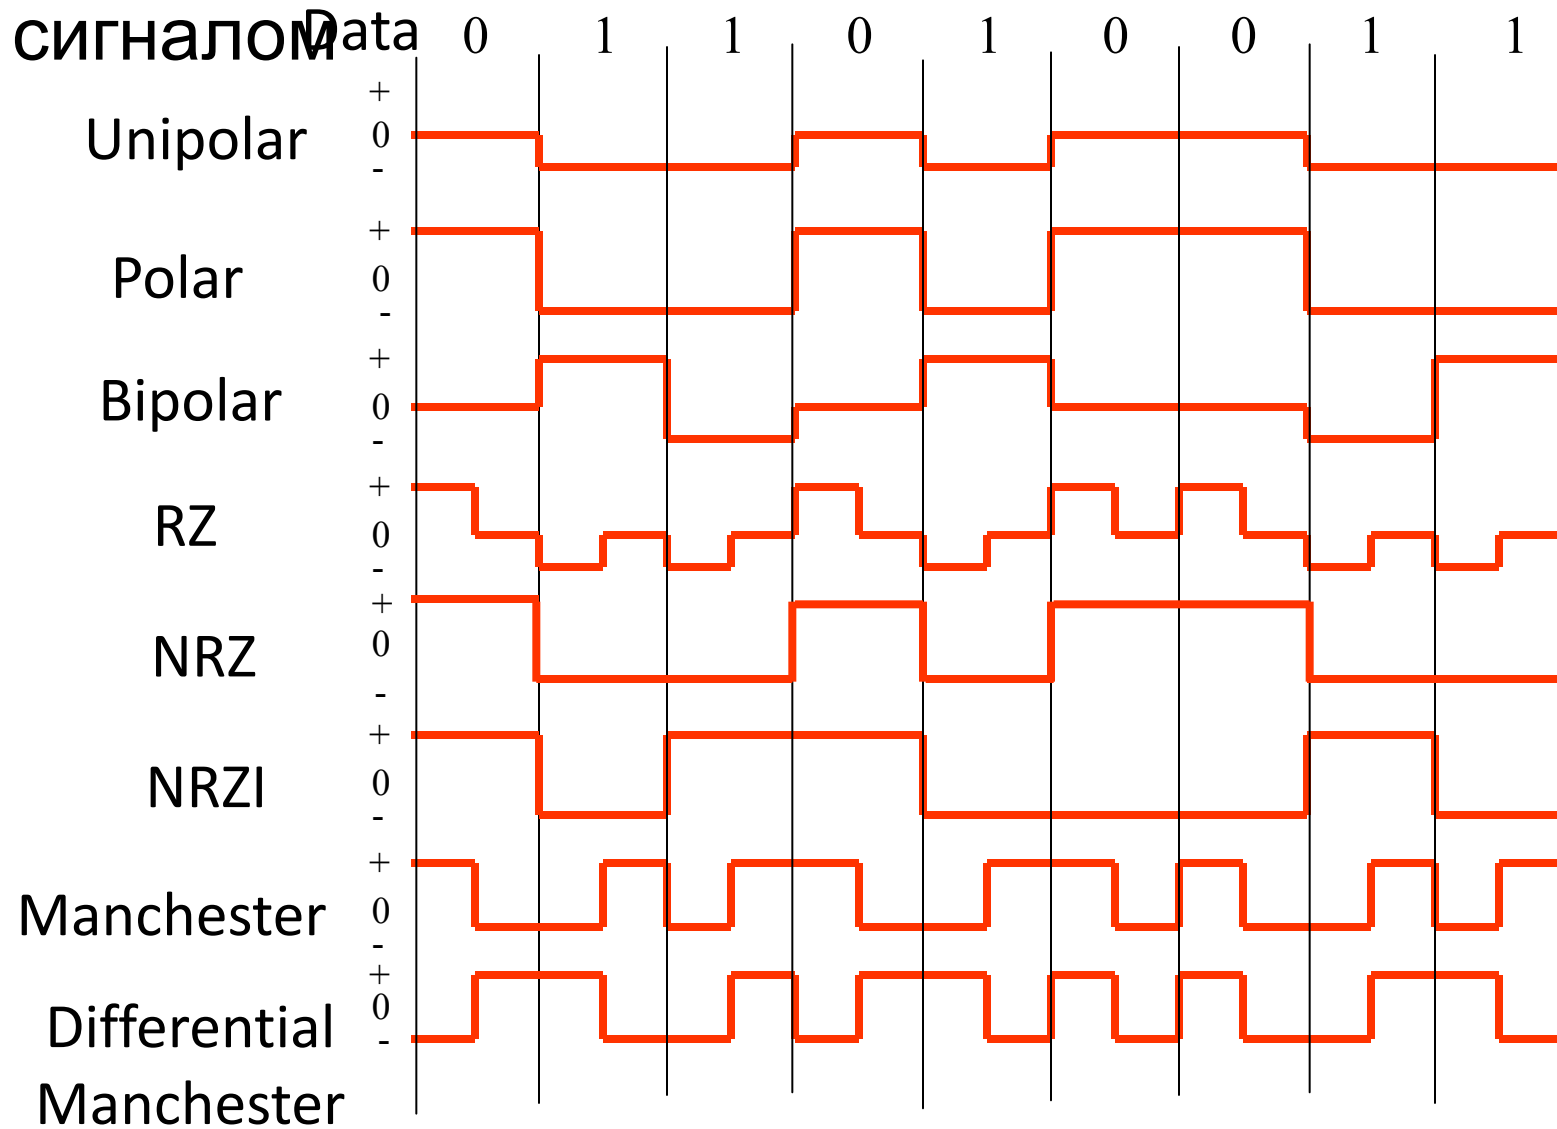 сигналом Data 0 1 1 0 1 0 0 1 1
+
Unipolar 0
-
+
Polar 0
-
+
Bipolar 0
-
+
RZ 0
-
+
NRZ 0
-
+
NRZI 0
-
+
Manchester 0
-
+
0
Differential -
Manchester